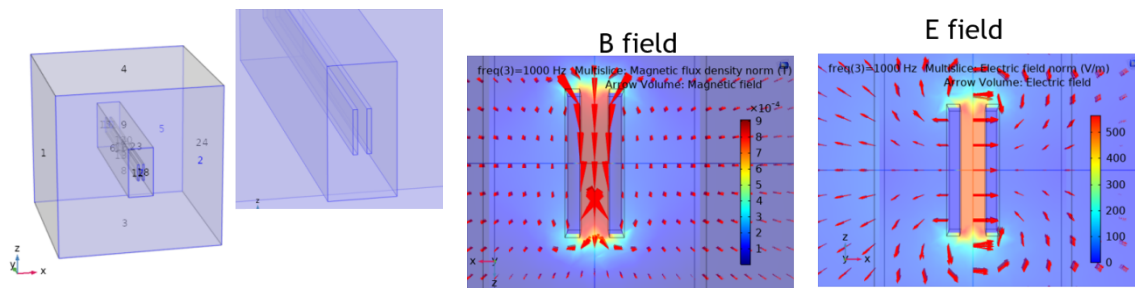 B field
E field
freq(3)=1000 Hz Multislice: Magnetic flux density norm (T)
Arrow Volume: Magnetic field
×10⁻⁴
9
8
7
6
5
4
3
2
1
x
z
freq(3)=1000 Hz Multislice: Electric field norm (V/m)
Arrow Volume: Electric field
500
400
300
200
100
0
z
y
x
4
9
5
1
24
2
3
z
y
x
z